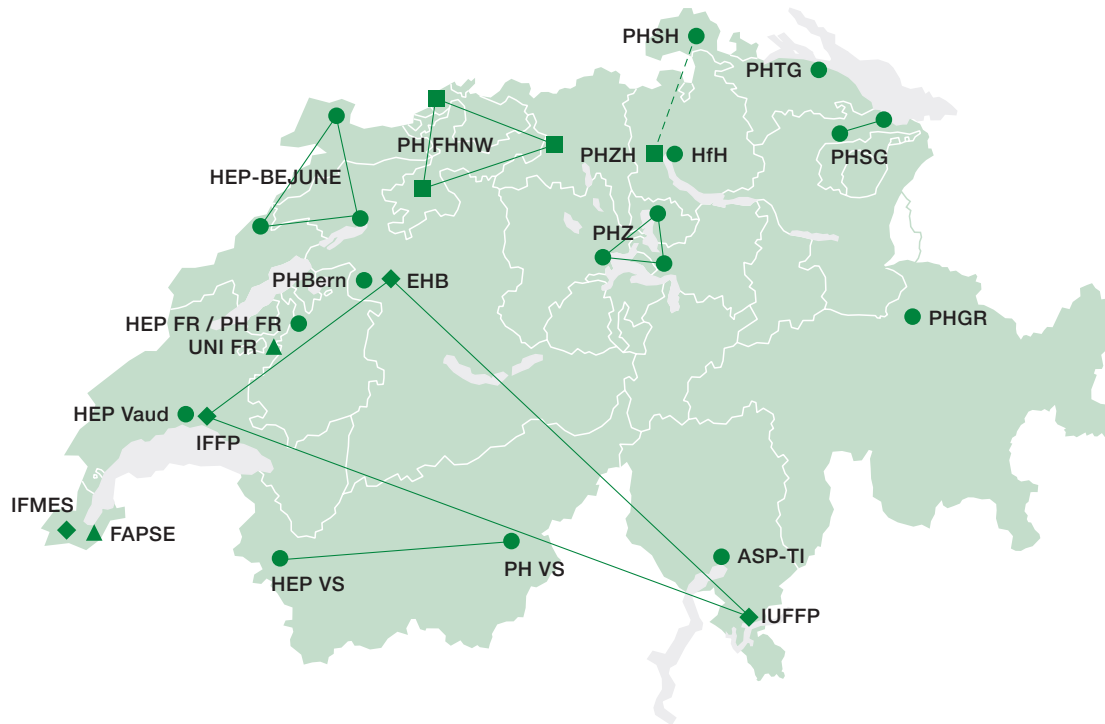 PHSH
PHTG
PH FHNW
PHZH
HfH
PHSG
HEP-BEJUNE
PHZ
PHBern
EHB
HEP FR / PH FR
UNI FR
PHGR
HEP Vaud
IFFP
IFMES
FAPSE
ASP-TI
HEP VS
PH VS
IUFFP